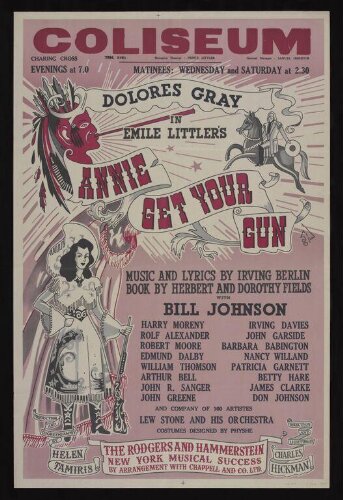 COLISEUM
CHARING CROSS
EVENINGS at 7.0 MATINEES: WEDNESDAY and SATURDAY at 2.30
DOLORES GRAY
IN
EMILE LITTLER'S
ANNIE
GET YOUR
GUN
MUSIC AND LYRICS BY IRVING BERLIN
BOOK BY HERBERT AND DOROTHY FIELDS
WITH
BILL JOHNSON
HARRY MORENY IRVING DAVIES
ROLF ALEXANDER JOHN GARSIDE
ROBERT MOORE BARBARA BABINGTON
EDMUND DALBY NANCY WILLAND
WILLIAM THOMSON PATRICIA GARNETT
ARTHUR BELL BETTY HARE
JOHN R. SANGER JAMES CLARKE
JOHN GREENE DON JOHNSON
AND COMPANY OF 100 ARTISTES
LEW STONE AND HIS ORCHESTRA
COSTUMES DESIGNED BY PHYSHE
HELEN
TAMIRIS
THE RODGERS AND HAMMERSTEIN
NEW YORK MUSICAL SUCCESS
BY ARRANGEMENT WITH CHAPPELL AND CO. LTD.
CHARLES
HICKMAN